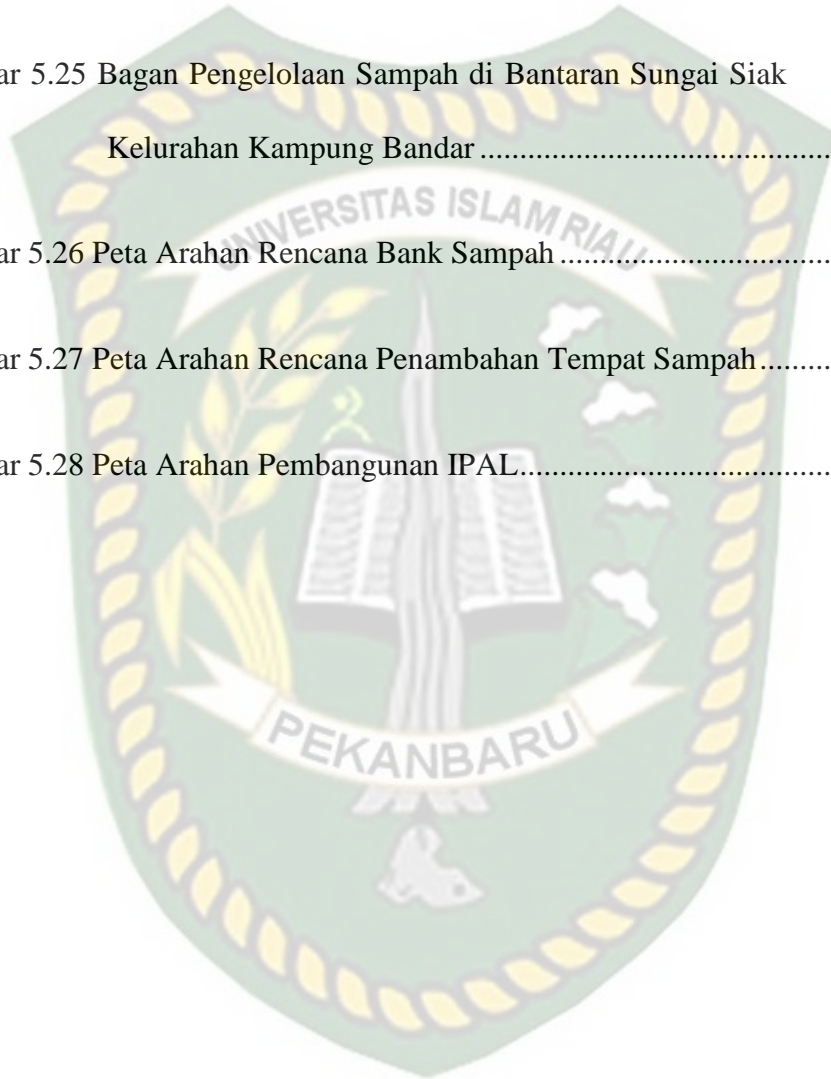 ar 5.25 Bagan Pengelolaan Sampah di Bantaran Sungai Siak
Kelurahan Kampung Bandar ......................................
UNIVERSITAS ISLAM RIAU
ar 5.26 Peta Arahan Rencana Bank Sampah ..............................
ar 5.27 Peta Arahan Rencana Penambahan Tempat Sampah .........
ar 5.28 Peta Arahan Pembangunan IPAL..................................
PEKANBARU